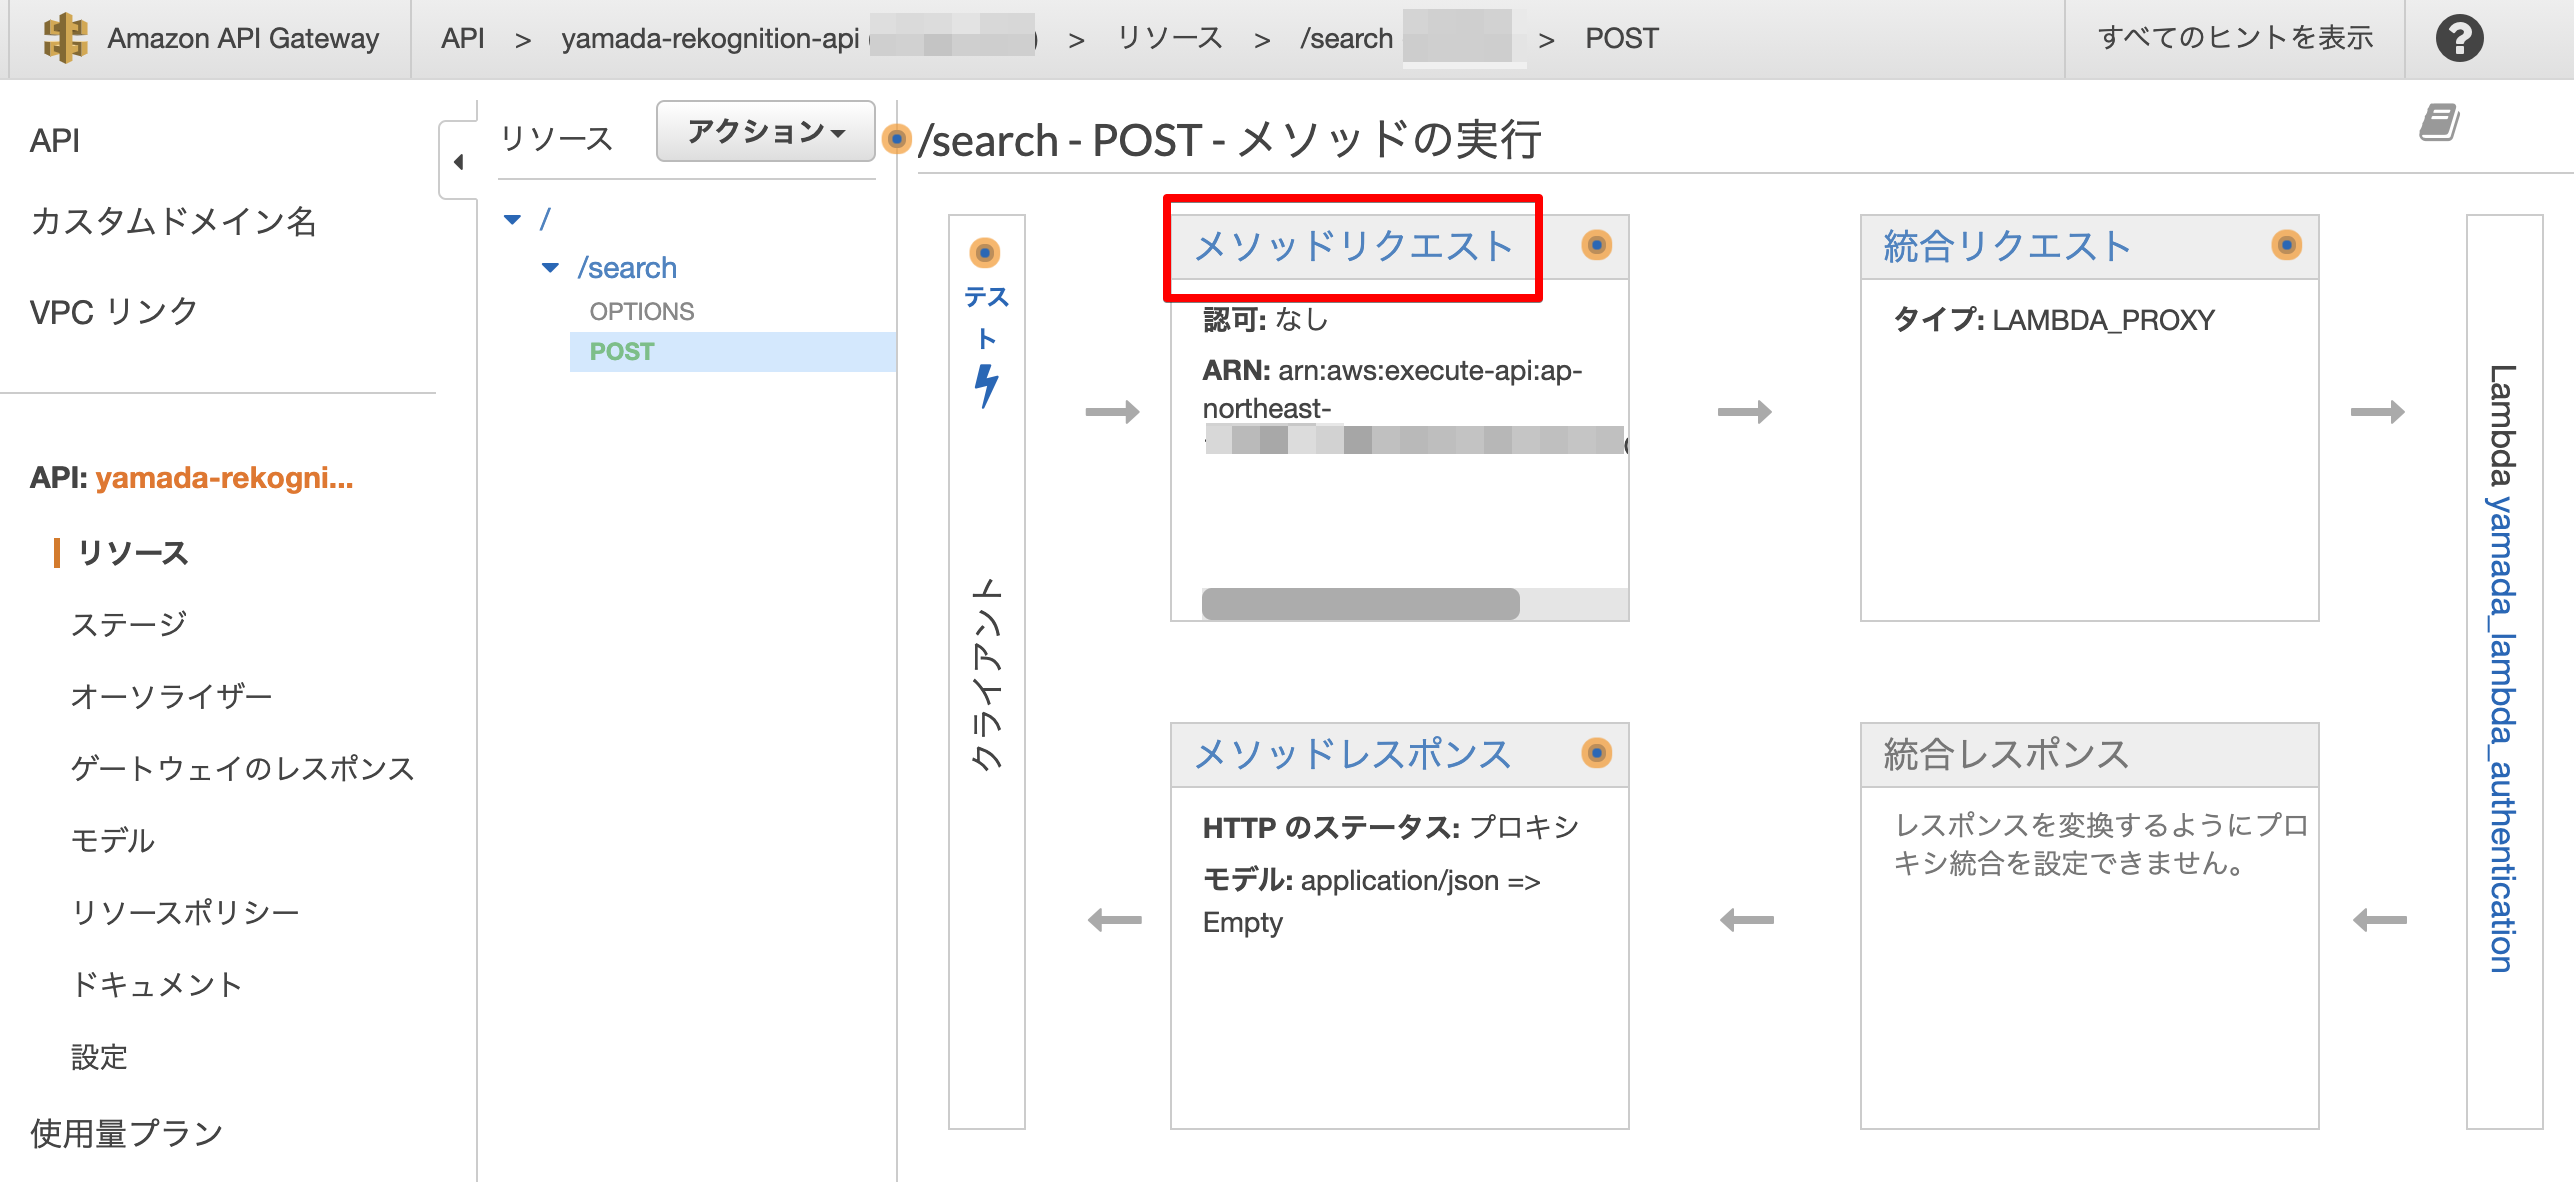 Amazon API Gateway
API > yamada-rekognition-api ( ) > リソース > /search > POST
すべてのヒントを表示
?
API
カスタムドメイン名
VPC リンク
API: yamada-rekogni...
リソース
ステージ
オーソライザー
ゲートウェイのレスポンス
モデル
リソースポリシー
ドキュメント
設定
使用量プラン
リソース
アクション
/
/search
OPTIONS
POST
/search - POST - メソッドの実行
テス
ト
クライアント
メソッドリクエスト
認可: なし
ARN: arn:aws:execute-api:ap-
northeast-
統合リクエスト
タイプ: LAMBDA_PROXY
Lambda yamada_lambda_authentication
メソッドレスポンス
HTTP のステータス: プロキシ
モデル: application/json =>
Empty
統合レスポンス
レスポンスを変換するようにプロ
キシ統合を設定できません。